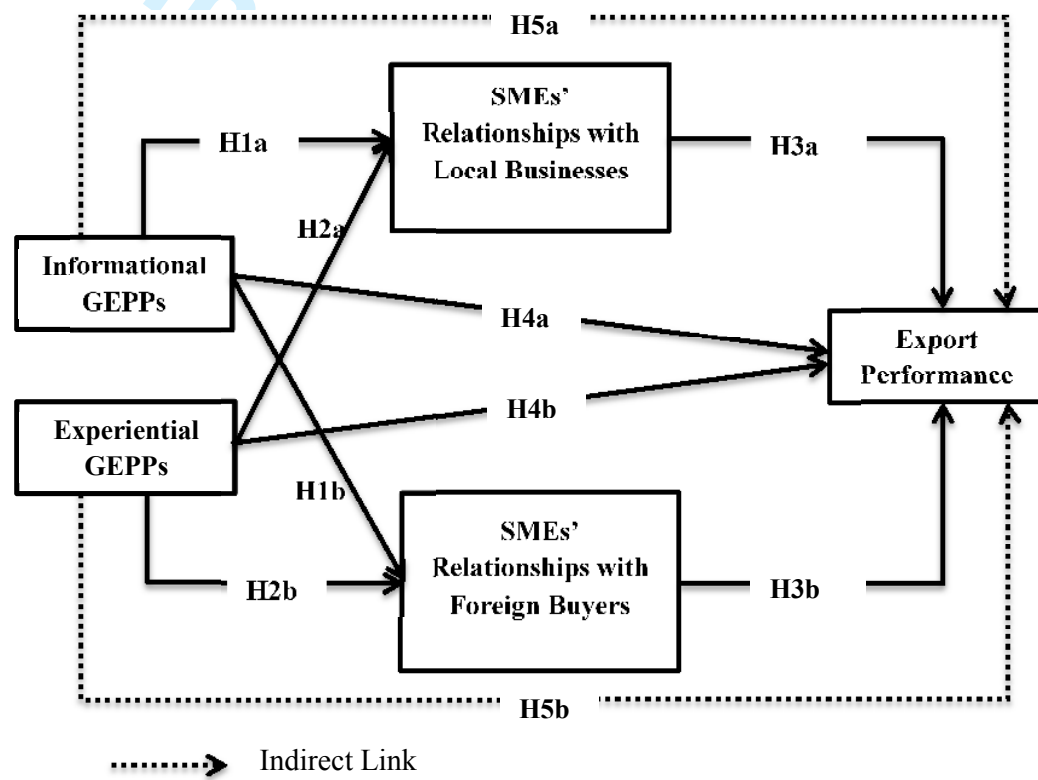 H5a
SMEs'
Relationships with
Local Businesses
H1a
H3a
H2a
Informational
GEPPs
H4a
Export
Performance
Experiential
GEPPs
H4b
H1b
SMEs'
Relationships with
Foreign Buyers
H2b
H3b
H5b
Indirect Link